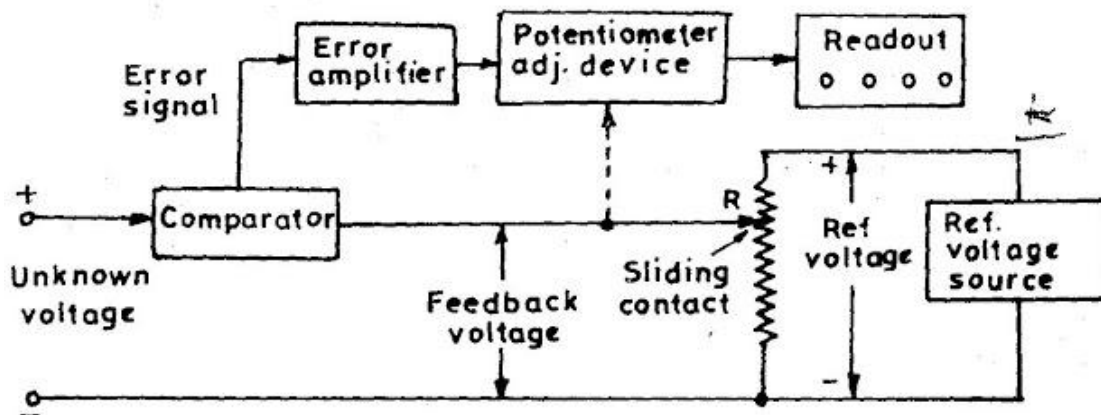 Error
amplifier
Potentiometer
adj. device
Readout
Error
signal
+
Comparator
R
+
Ref
voltage
Ref.
voltage
source
Sliding
contact
Unknown
voltage
Feedback
voltage
-
-